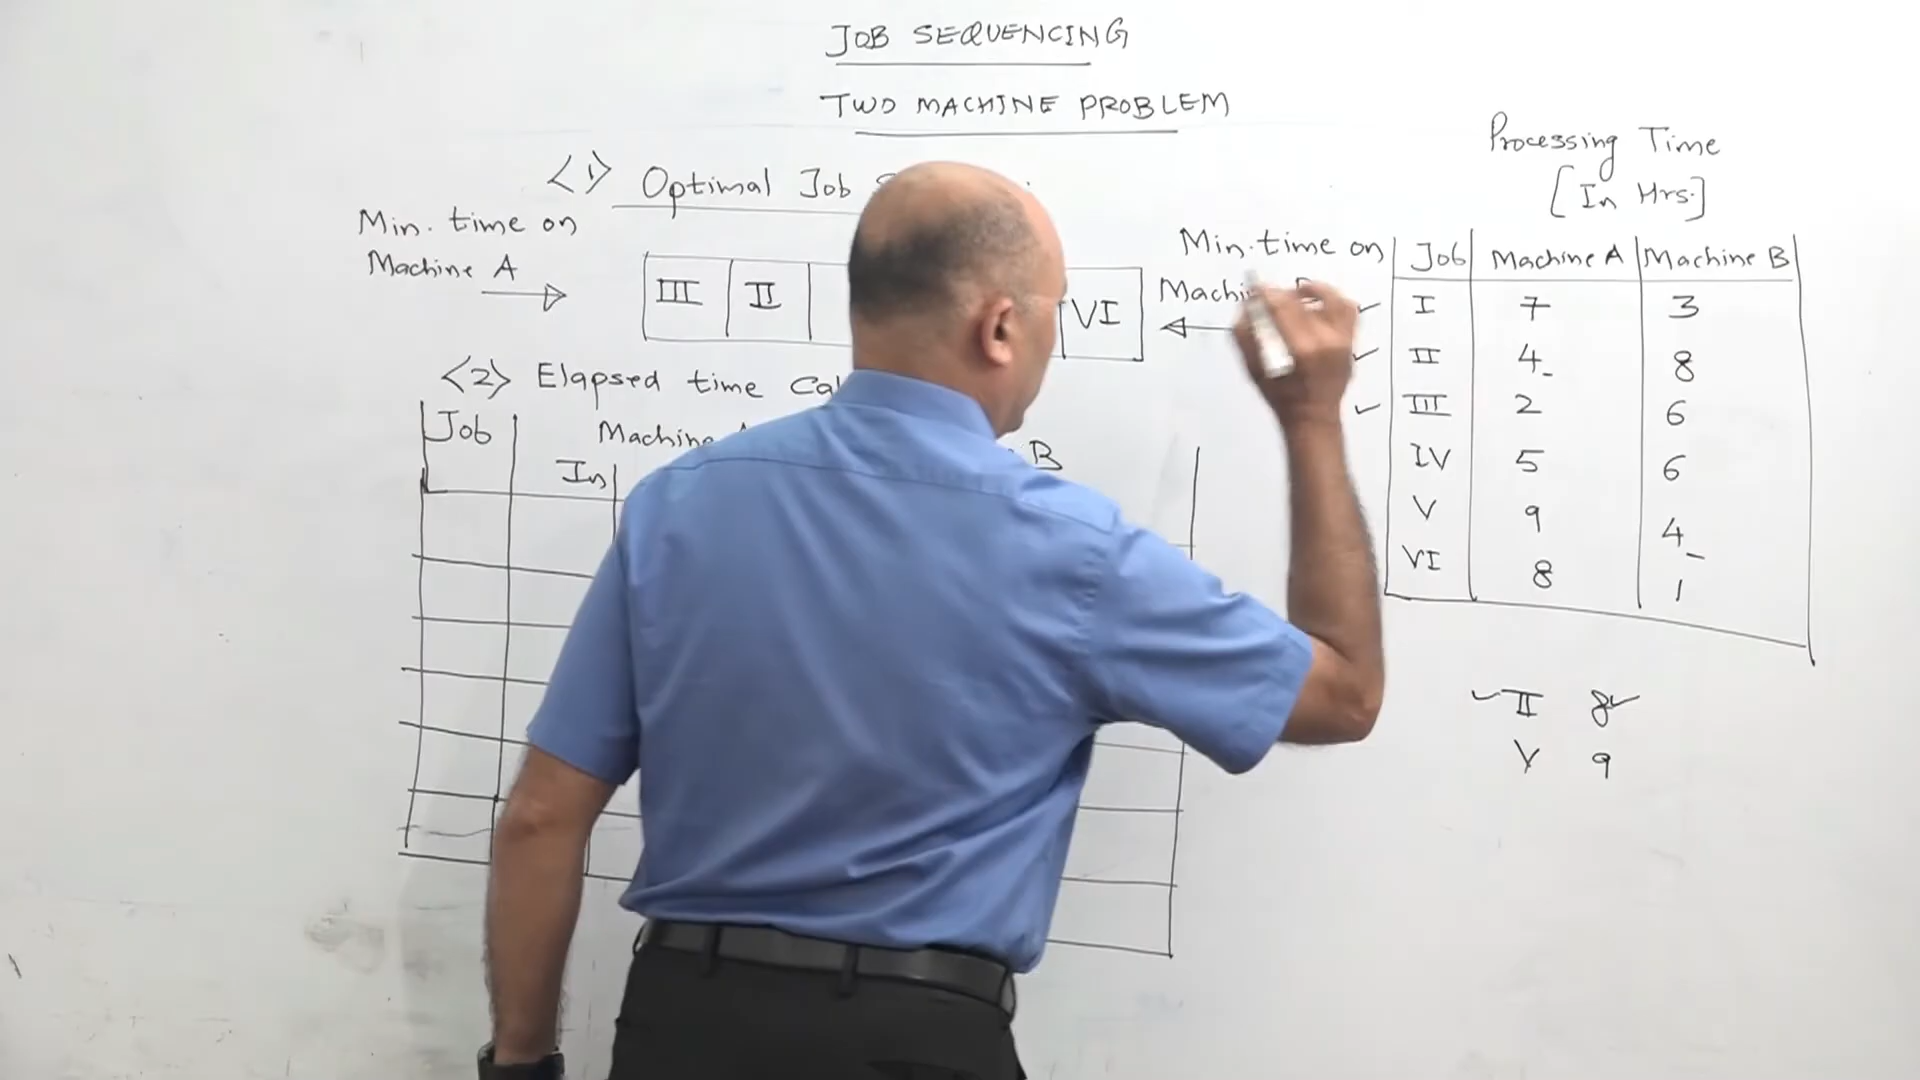 JOB SEQUENCING
TWO MACHINE PROBLEM
<1> Optimal Job
Min. time on
Machine A
III II VI
Min. time on
<2> Elapsed time
Job Machine B
In
Processing Time
[In Hrs.]
Job Machine A Machine B
I 7 3
II 4 8
III 2 6
IV 5 6
V 9 4
VI 8 1
II 8
V 9